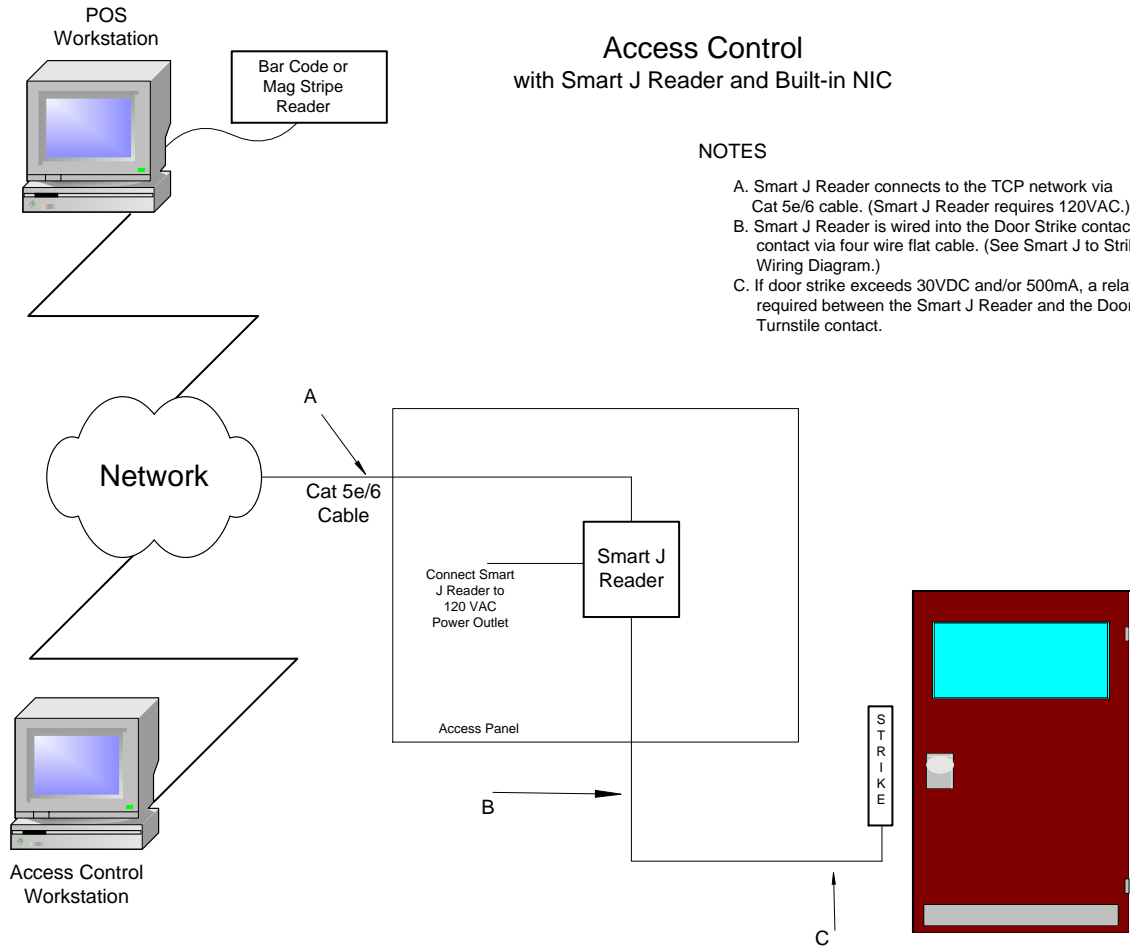 POS
Workstation
Bar Code or
Mag Stripe
Reader
Access Control
with Smart J Reader and Built-in NIC
NOTES
A. Smart J Reader connects to the TCP network via
Cat 5e/6 cable. (Smart J Reader requires 120VAC.)
B. Smart J Reader is wired into the Door Strike
contact via four wire flat cable. (See Smart J to
Wiring Diagram.)
C. If door strike exceeds 30VDC and/or 500mA, a
required between the Smart J Reader and the Door
Turnstile contact.
A
Network
Cat 5e/6
Cable
Smart J
Reader
Connect Smart
J Reader to
120 VAC
Power Outlet
Access Panel
STRIKE
B
Access Control
Workstation
C